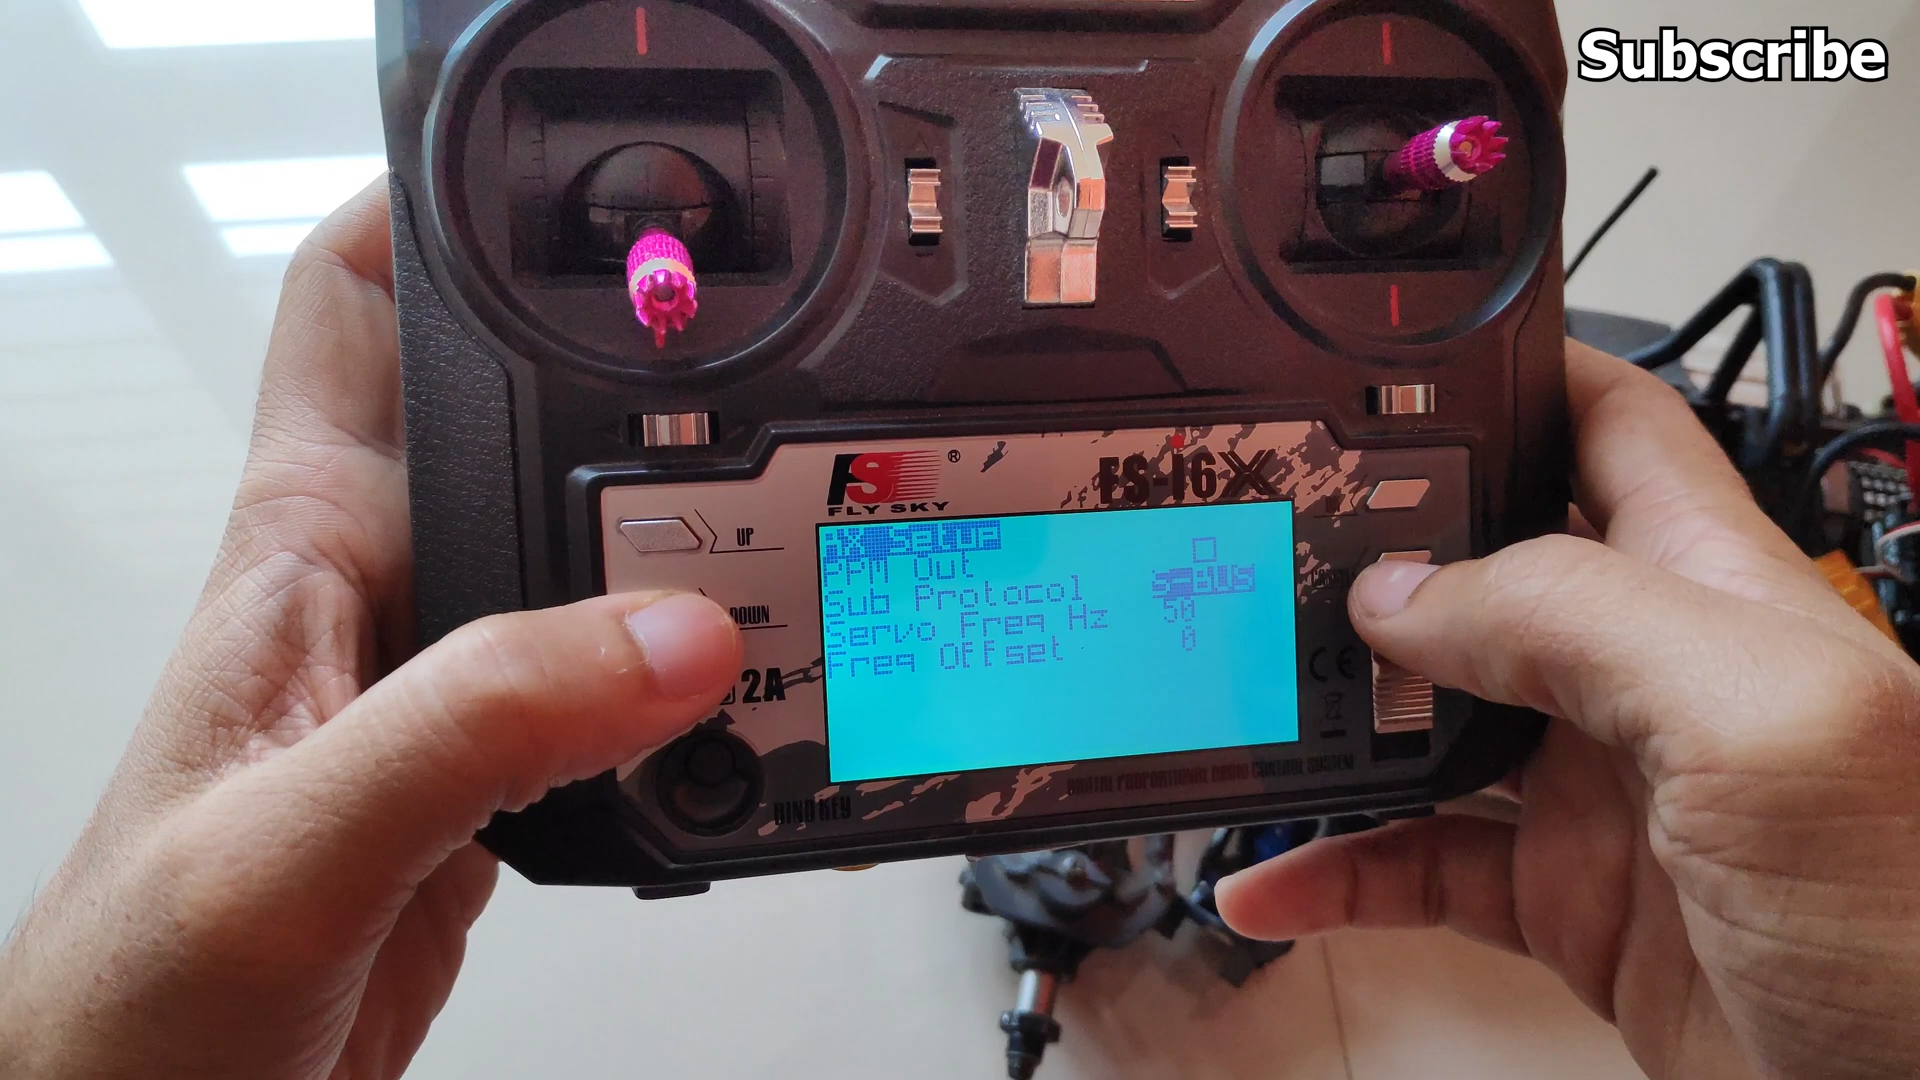 Subscribe
FS®
FLY SKY
FS-i6X
UP
DOWN
2A
BIND KEY
RX SETUP
PPM Out
Sub Protocol S-BUS
Servo Freq Hz 50
Freq Offset 0
CE
DIGITAL PROPORTIONAL RADIO CONTROL SYSTEM